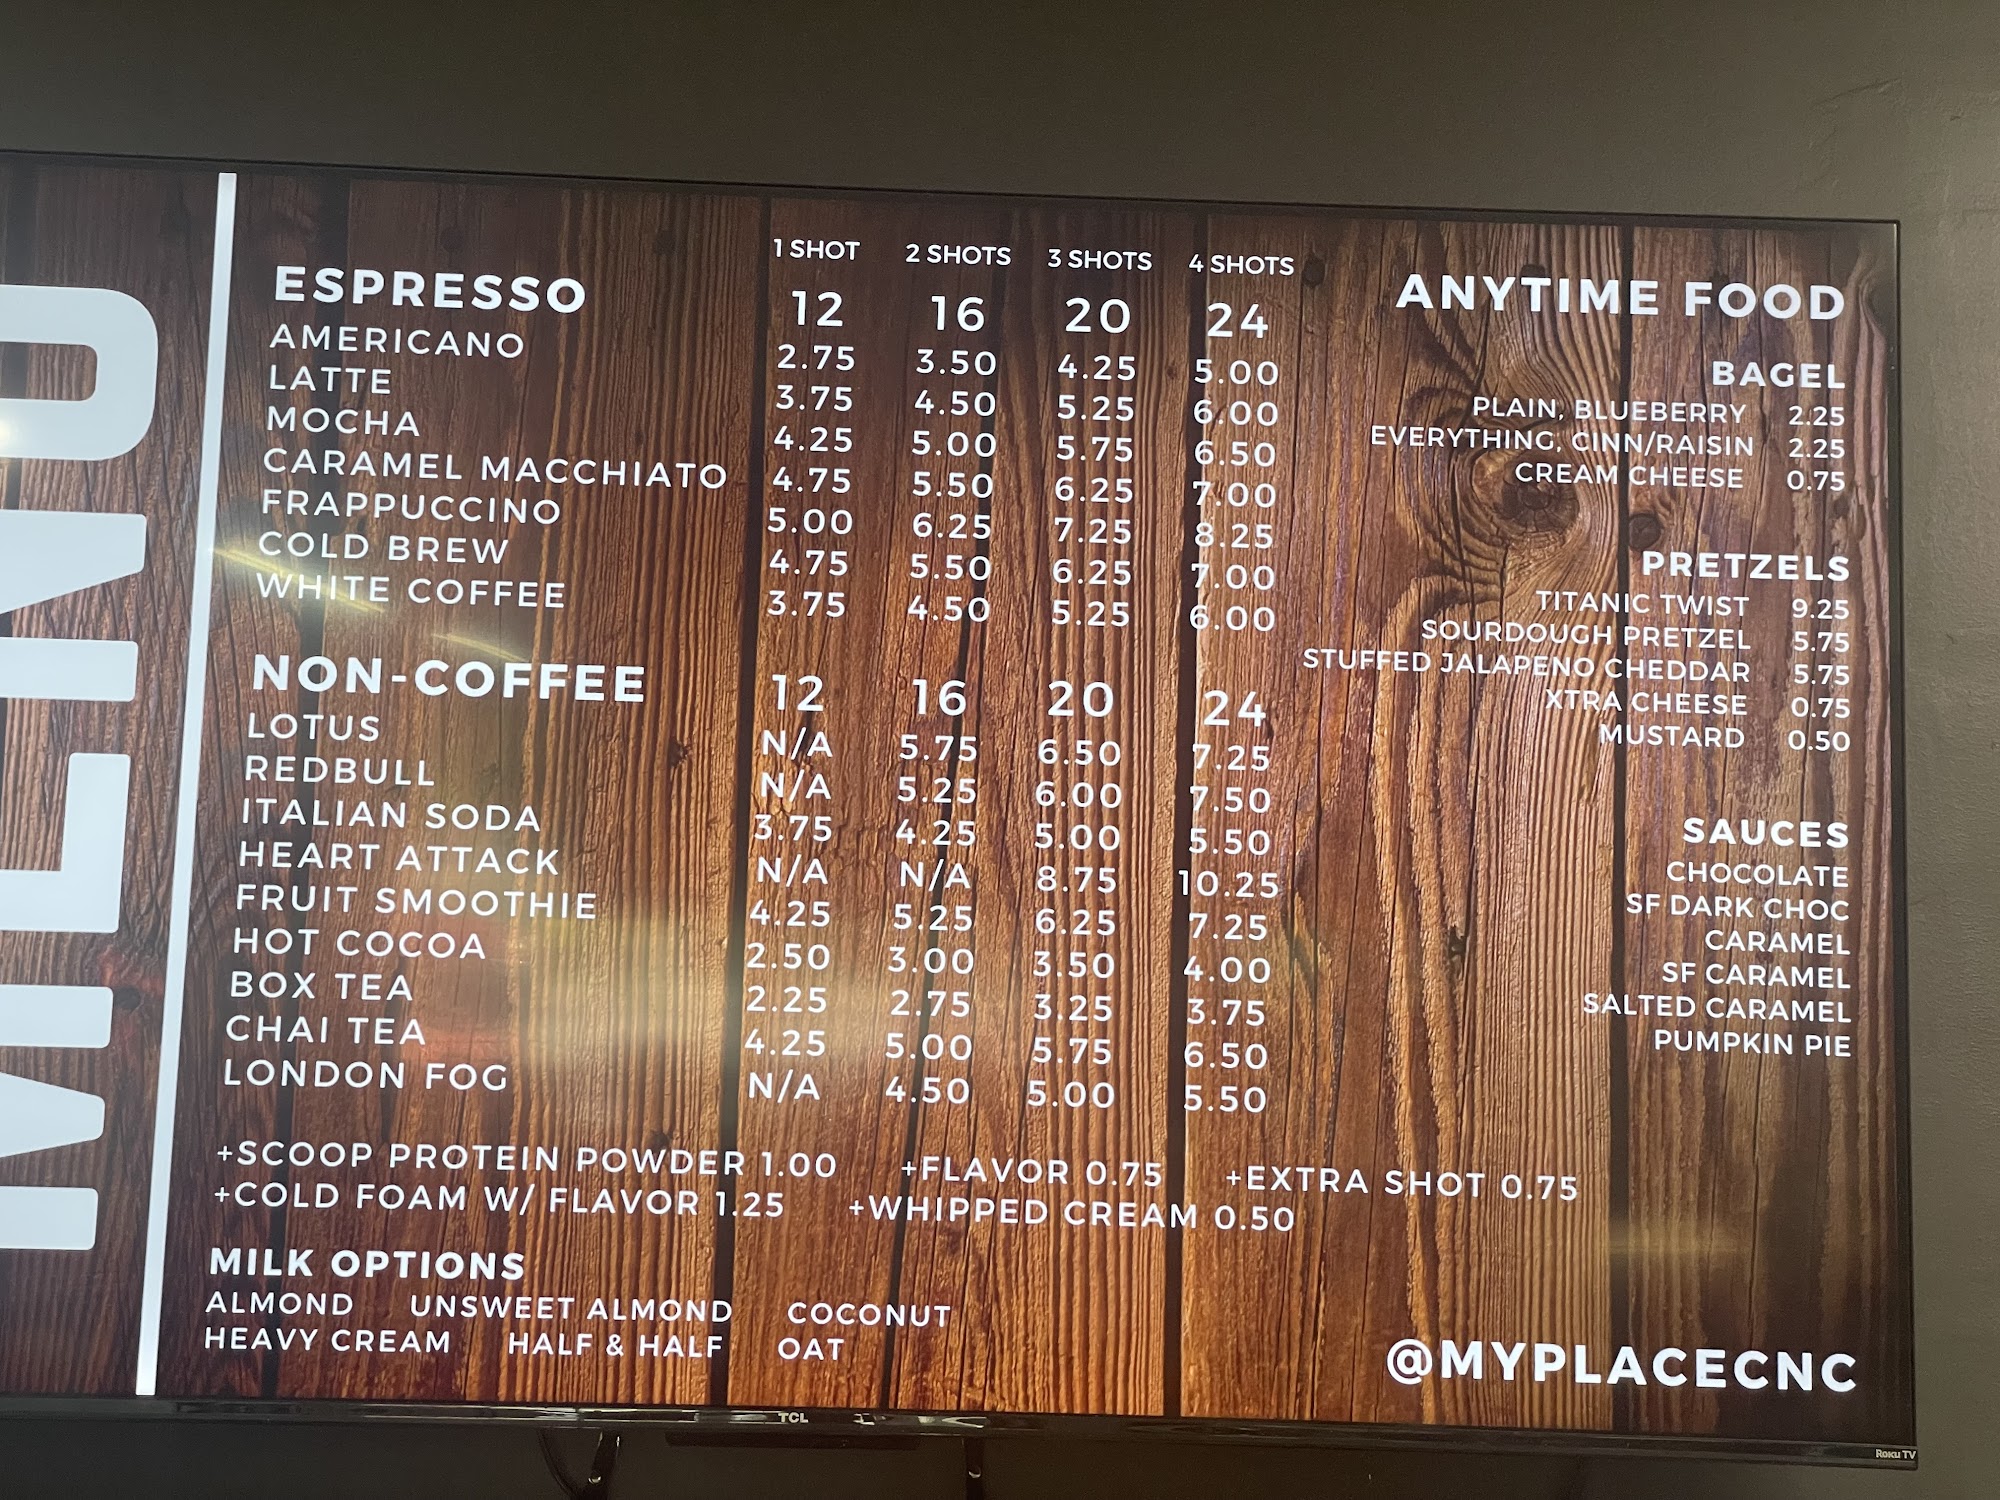 MENU
1 SHOT 2 SHOTS 3 SHOTS 4 SHOTS
ESPRESSO 12 16 20 24
AMERICANO 2.75 3.50 4.25 5.00
LATTE 3.75 4.50 5.25 6.00
MOCHA 4.25 5.00 5.75 6.50
CARAMEL MACCHIATO 4.75 5.50 6.25 7.00
FRAPPUCCINO 5.00 6.25 7.25 8.25
COLD BREW 4.75 5.50 6.25 7.00
WHITE COFFEE 3.75 4.50 5.25 6.00
NON-COFFEE 12 16 20 24
LOTUS N/A 5.75 6.50 7.25
REDBULL N/A 5.25 6.00 7.50
ITALIAN SODA 3.75 4.25 5.00 5.50
HEART ATTACK N/A N/A 8.75 10.25
FRUIT SMOOTHIE 4.25 5.25 6.25 7.25
HOT COCOA 2.50 3.00 3.50 4.00
BOX TEA 2.25 2.75 3.25 3.75
CHAI TEA 4.25 5.00 5.75 6.50
LONDON FOG N/A 4.50 5.00 5.50
+SCOOP PROTEIN POWDER 1.00 +FLAVOR 0.75 +EXTRA SHOT 0.75
+COLD FOAM W/ FLAVOR 1.25 +WHIPPED CREAM 0.50
MILK OPTIONS
ALMOND UNSWEET ALMOND COCONUT
HEAVY CREAM HALF & HALF OAT
ANYTIME FOOD
BAGEL
PLAIN, BLUEBERRY 2.25
EVERYTHING, CINN/RAISIN 2.25
CREAM CHEESE 0.75
PRETZELS
TITANIC TWIST 9.25
SOURDOUGH PRETZEL 5.75
STUFFED JALAPENO CHEDDAR 5.75
XTRA CHEESE 0.75
MUSTARD 0.50
SAUCES
CHOCOLATE
SF DARK CHOC
CARAMEL
SF CARAMEL
SALTED CARAMEL
PUMPKIN PIE
@MYPLACECNC
TCL
Roku TV